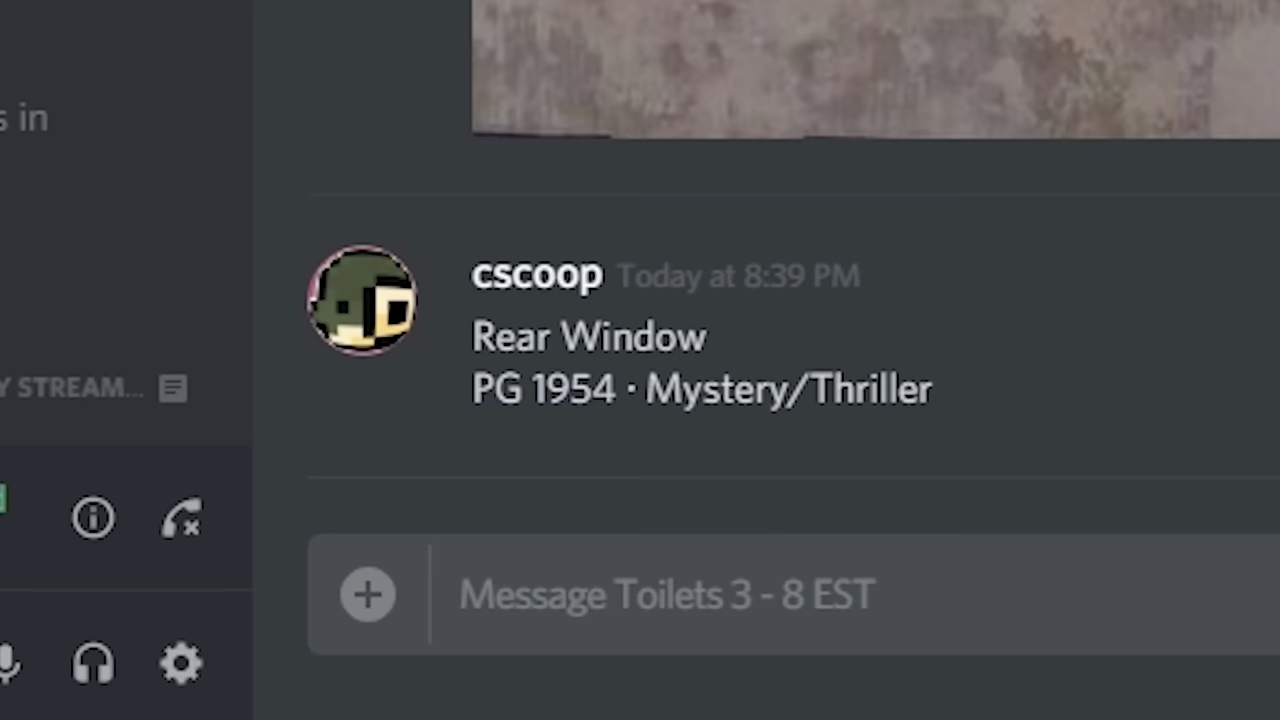 s in
cscoop Today at 8:39 PM
Rear Window
PG 1954 · Mystery/Thriller
Y STREAM...
Message Toilets 3 - 8 EST